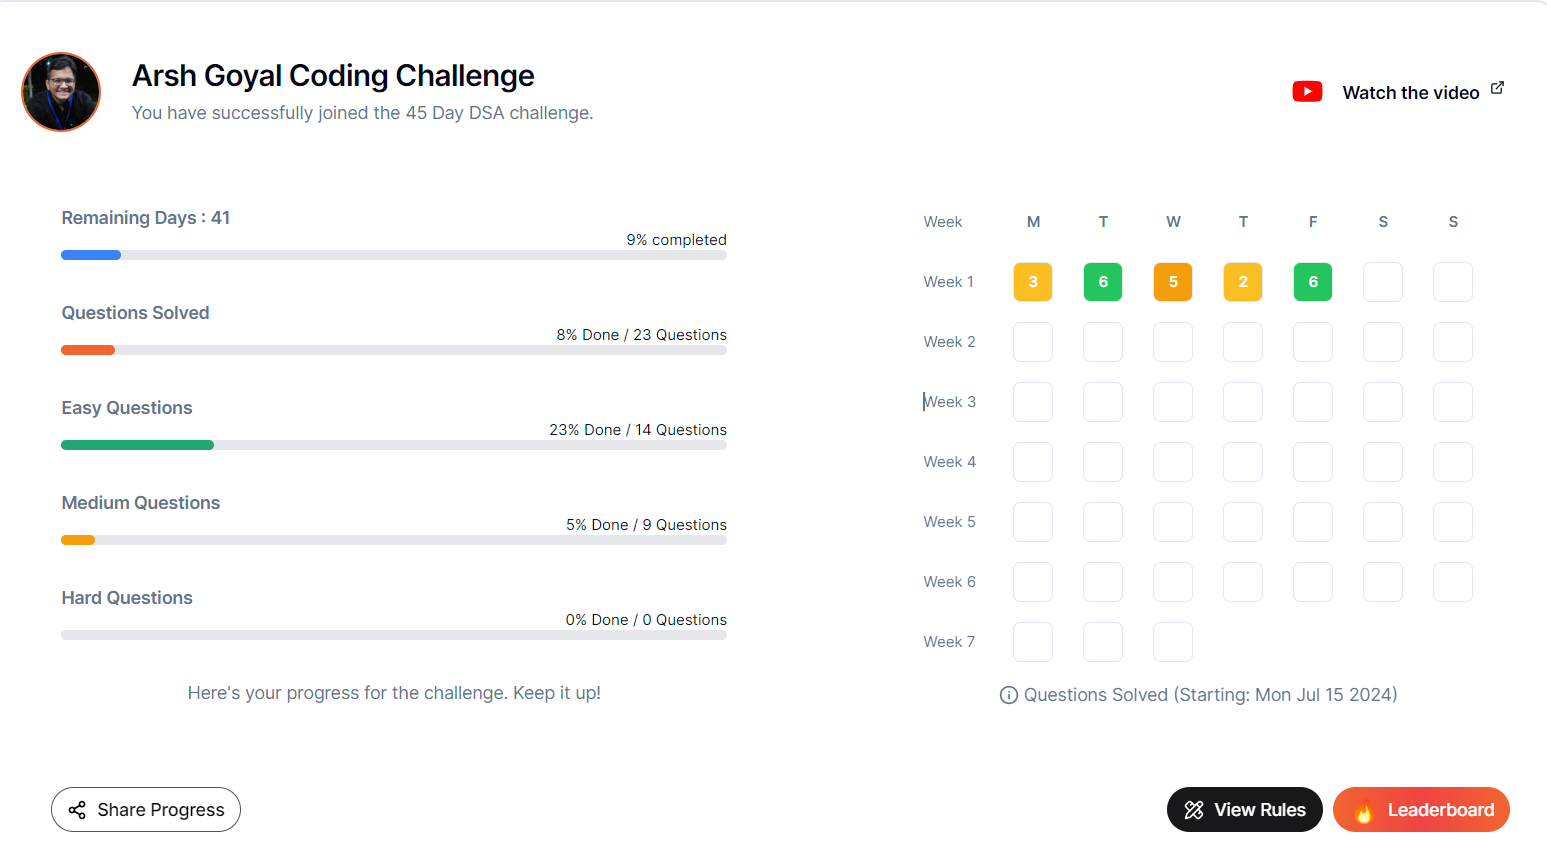 Arsh Goyal Coding Challenge
You have successfully joined the 45 Day DSA challenge.
Watch the video
Remaining Days : 41
9% completed
Questions Solved
8% Done / 23 Questions
Easy Questions
23% Done / 14 Questions
Medium Questions
5% Done / 9 Questions
Hard Questions
0% Done / 0 Questions
Here's your progress for the challenge. Keep it up!
Week M T W T F S S
Week 1 3 6 5 2 6
Week 2
Week 3
Week 4
Week 5
Week 6
Week 7
Questions Solved (Starting: Mon Jul 15 2024)
Share Progress
View Rules
Leaderboard